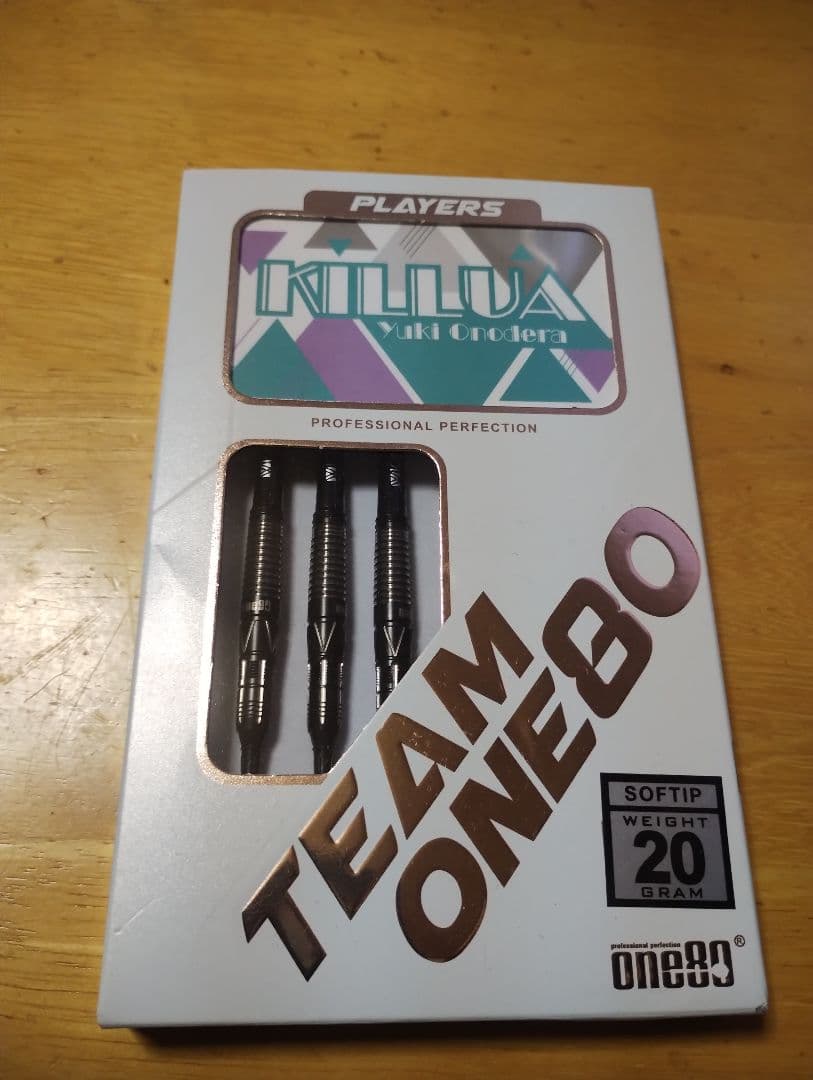 PLAYERS
KiLLUA
Yuki Onodera
PROFESSIONAL PERFECTION
TEAM
ONE80
SOFTIP
WEIGHT
20
GRAM
professional perfection
one80®